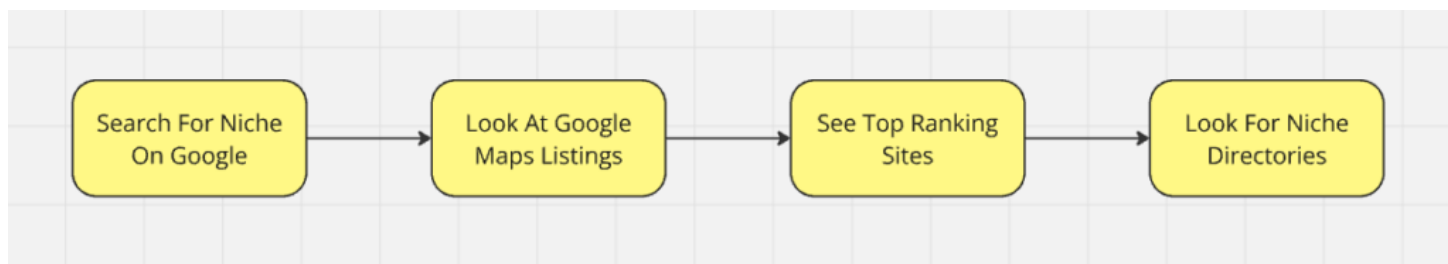 Search For Niche
On Google
Look At Google
Maps Listings
See Top Ranking
Sites
Look For Niche
Directories